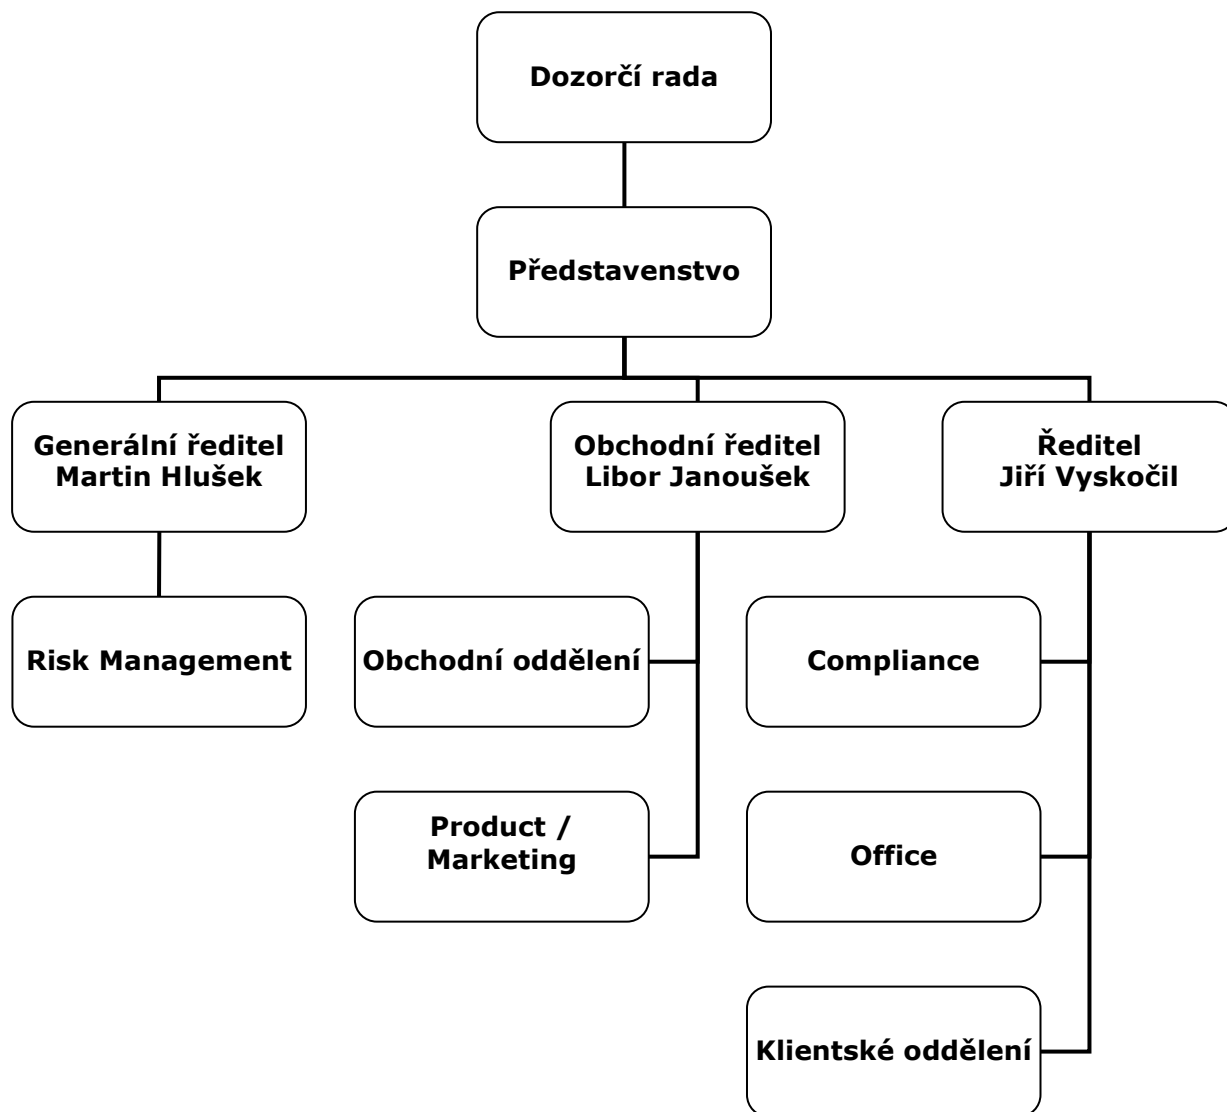 Dozorčí rada
Představenstvo
Generální ředitel
Martin Hlušek
Obchodní ředitel
Libor Janoušek
Ředitel
Jiří Vyskočil
Risk Management
Obchodní oddělení
Compliance
Product /
Marketing
Office
Klientské oddělení